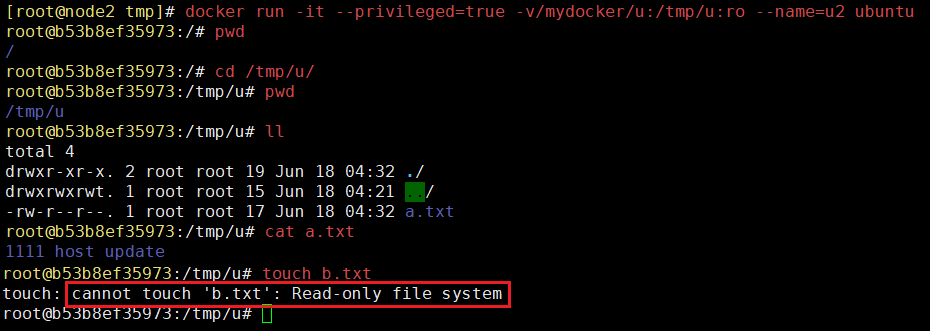 [root@node2 tmp]# docker run -it --privileged=true -v/mydocker/u:/tmp/u:ro --name=u2 ubuntu
root@b53b8ef35973:/# pwd
/
root@b53b8ef35973:/# cd /tmp/u/
root@b53b8ef35973:/tmp/u# pwd
/tmp/u
root@b53b8ef35973:/tmp/u# ll
total 4
drwxr-xr-x. 2 root root 19 Jun 18 04:32 ./
drwxrwxrwt. 1 root root 15 Jun 18 04:21 ../
-rw-r--r--. 1 root root 17 Jun 18 04:32 a.txt
root@b53b8ef35973:/tmp/u# cat a.txt
1111 host update
root@b53b8ef35973:/tmp/u# touch b.txt
touch: cannot touch 'b.txt': Read-only file system
root@b53b8ef35973:/tmp/u#